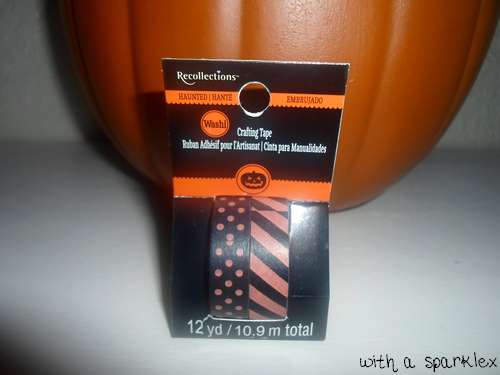 Recollections™
HAUNTED | HANTÉ EMBRUJADO
Washi
Crafting Tape
Ruban Adhésif pour l'Artisanat | Cinta para Manualidades
12 yd / 10.9 m total
with a sparklex